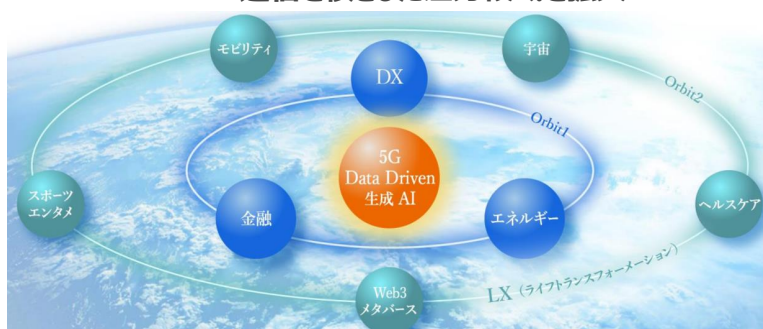 モビリティ
宇宙
DX
Orbit2
Orbit1
5G
Data Driven
生成 AI
スポーツ
エンタメ
金融
エネルギー
ヘルスケア
LX（ライフトランスフォーメーション）
Web3
メタバース